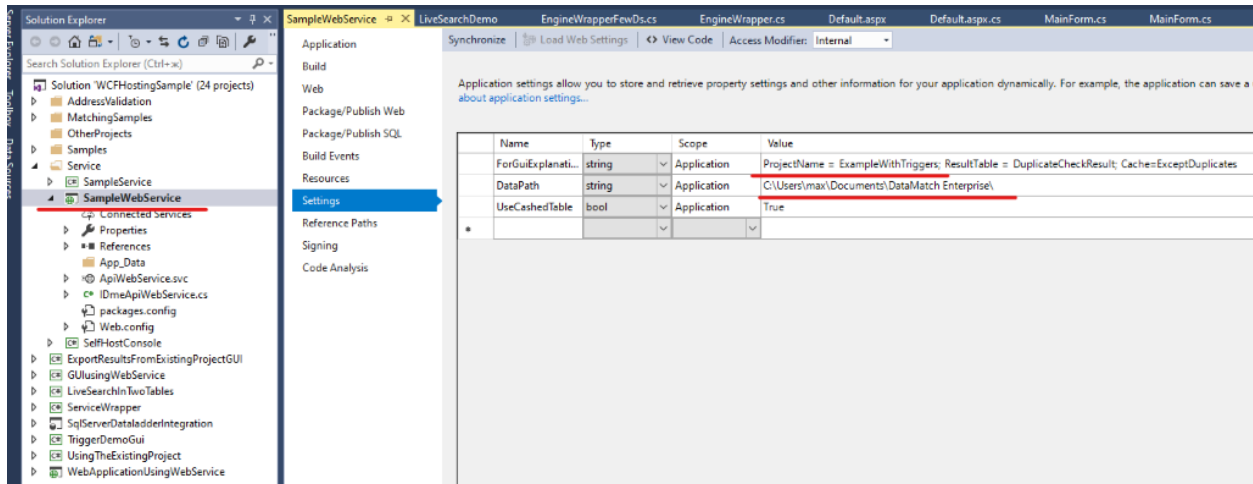 Server Explorer
Toolbox
Data Sources
Solution Explorer
Search Solution Explorer (Ctrl+ж)
Solution 'WCFHostingSample' (24 projects)
AddressValidation
MatchingSamples
OtherProjects
Samples
Service
C# SampleService
SampleWebService
Connected Services
Properties
References
App_Data
ApiWebService.svc
C# IDmeApiWebService.cs
packages.config
Web.config
C# SelfHostConsole
C# ExportResultsFromExistingProjectGUI
C# GUIusingWebService
C# LiveSearchInTwoTables
C# ServiceWrapper
SqlServerDataladderIntegration
C# TriggerDemoGui
C# UsingTheExistingProject
WebApplicationUsingWebService
SampleWebService LiveSearchDemo EngineWrapperFewDs.cs EngineWrapper.cs Default.aspx Default.aspx.cs MainForm.cs MainForm.cs
Application
Build
Web
Package/Publish Web
Package/Publish SQL
Build Events
Resources
Settings
Reference Paths
Signing
Code Analysis
Synchronize Load Web Settings <> View Code Access Modifier: Internal
Application settings allow you to store and retrieve property settings and other information for your application dynamically. For example, the application can save a
about application settings...
Name Type Scope Value
ForGuiExplanati... string Application ProjectName = ExampleWithTriggers; ResultTable = DuplicateCheckResult; Cache=ExceptDuplicates
DataPath string Application C:\Users\max\Documents\DataMatch Enterprise\
UseCashedTable bool Application True
*